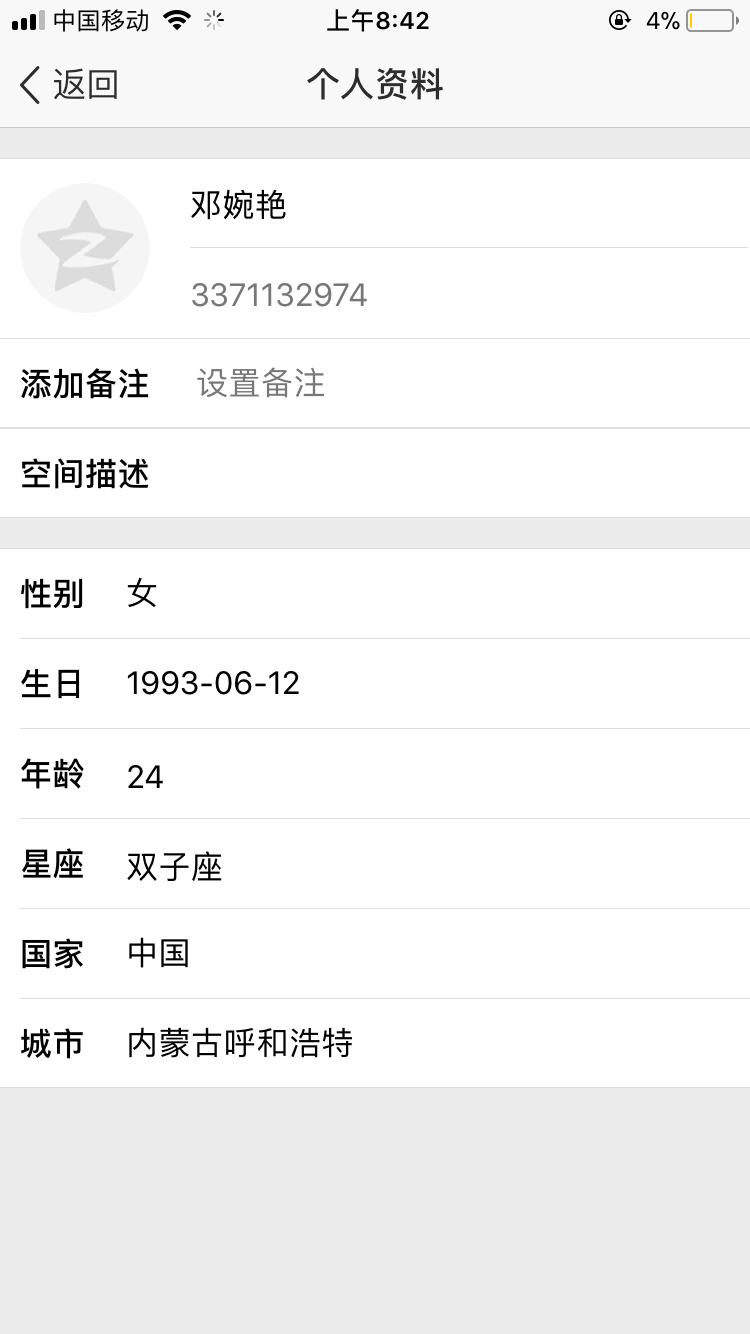 中国移动 上午8:42 4%
返回 个人资料
邓婉艳
3371132974
添加备注 设置备注
空间描述
性别 女
生日 1993-06-12
年龄 24
星座 双子座
国家 中国
城市 内蒙古呼和浩特